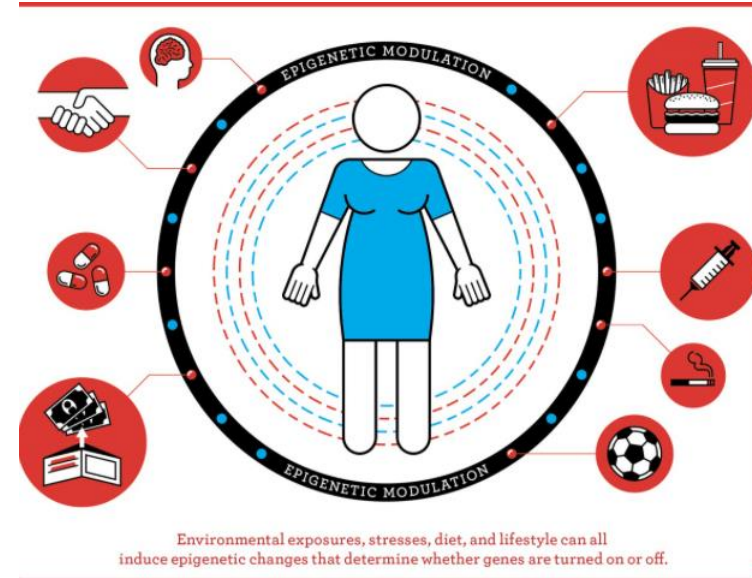 EPIGENETIC MODULATION
EPIGENETIC MODULATION
Environmental exposures, stresses, diet, and lifestyle can all
induce epigenetic changes that determine whether genes are turned on or off.